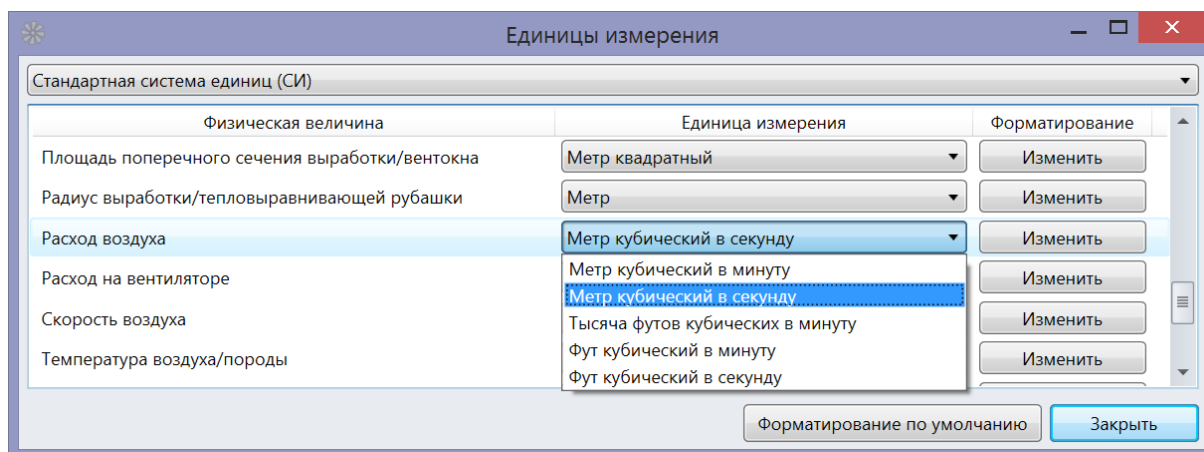 Единицы измерения
Стандартная система единиц (СИ)
Физическая величина Единица измерения Форматирование
Площадь поперечного сечения выработки/вентокна Метр квадратный Изменить
Радиус выработки/тепловыравнивающей рубашки Метр Изменить
Расход воздуха Метр кубический в секунду Изменить
Расход на вентиляторе Метр кубический в минуту Изменить
Метр кубический в секунду
Скорость воздуха Тысяча футов кубических в минуту Изменить
Температура воздуха/породы Фут кубический в минуту Изменить
Фут кубический в секунду
Форматирование по умолчанию Закрыть